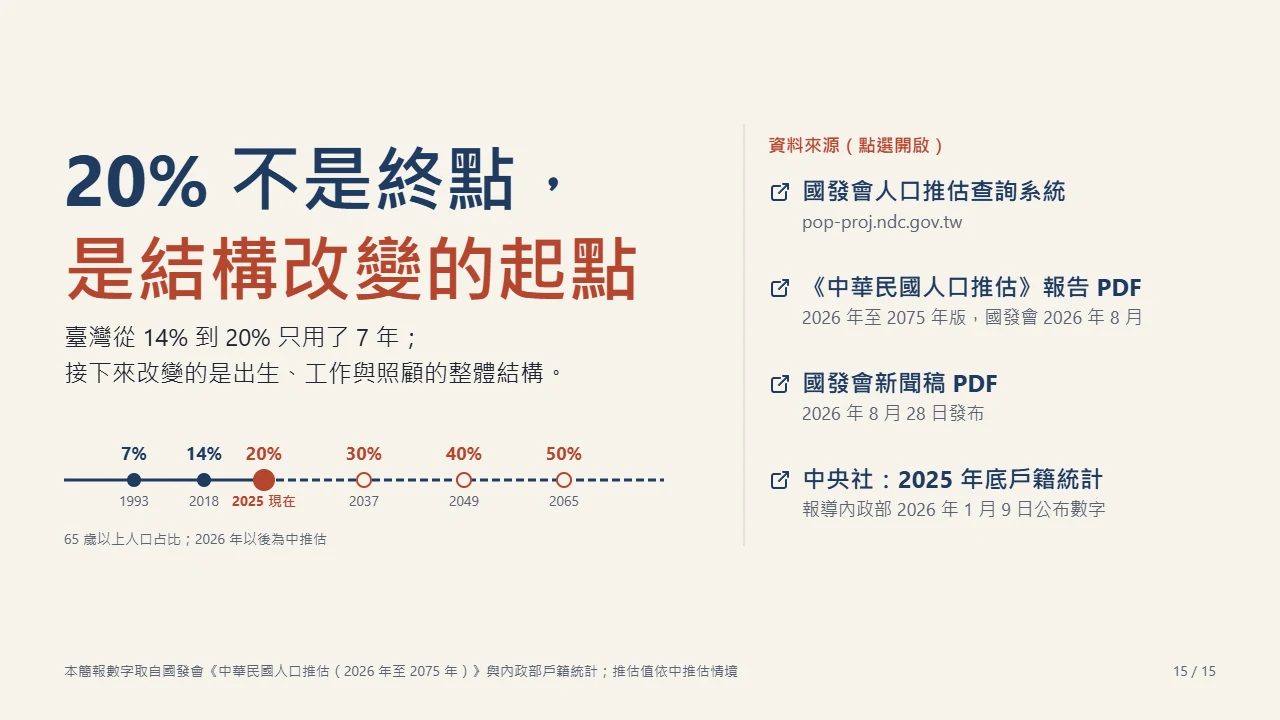 20% 不是終點，
是結構改變的起點
臺灣從 14% 到 20% 只用了 7 年；
接下來改變的是出生、工作與照顧的整體結構。
7% 14% 20% 30% 40% 50%
1993 2018 2025 現在 2037 2049 2065
65 歲以上人口占比；2026 年以後為中推估
資料來源（點選開啟）
國發會人口推估查詢系統
pop-proj.ndc.gov.tw
《中華民國人口推估》報告 PDF
2026 年至 2075 年版，國發會 2026 年 8 月
國發會新聞稿 PDF
2026 年 8 月 28 日發布
中央社：2025 年底戶籍統計
報導內政部 2026 年 1 月 9 日公布數字
本簡報數字取自國發會《中華民國人口推估（2026 年至 2075 年）》與內政部戶籍統計；推估值依中推估情境
15 / 15